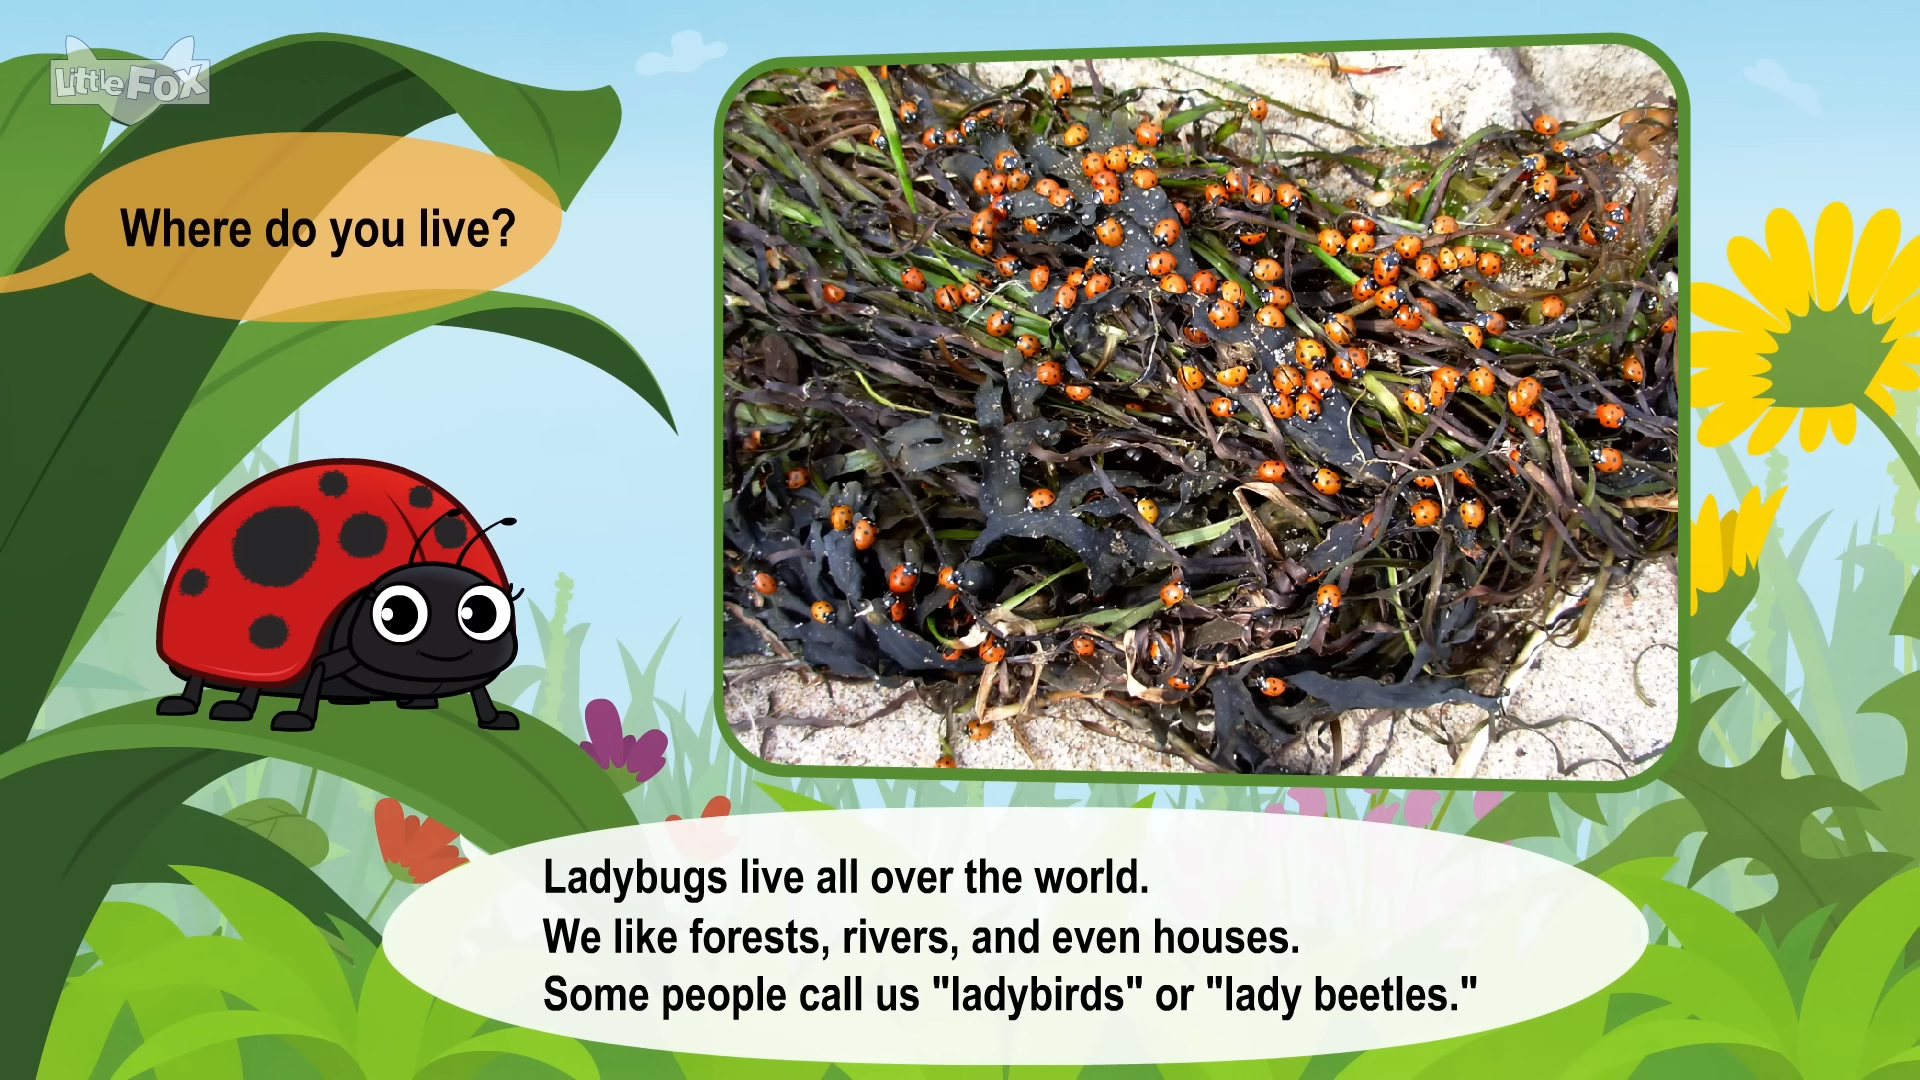 Little Fox
Where do you live?
Ladybugs live all over the world.
We like forests, rivers, and even houses.
Some people call us "ladybirds" or "lady beetles."